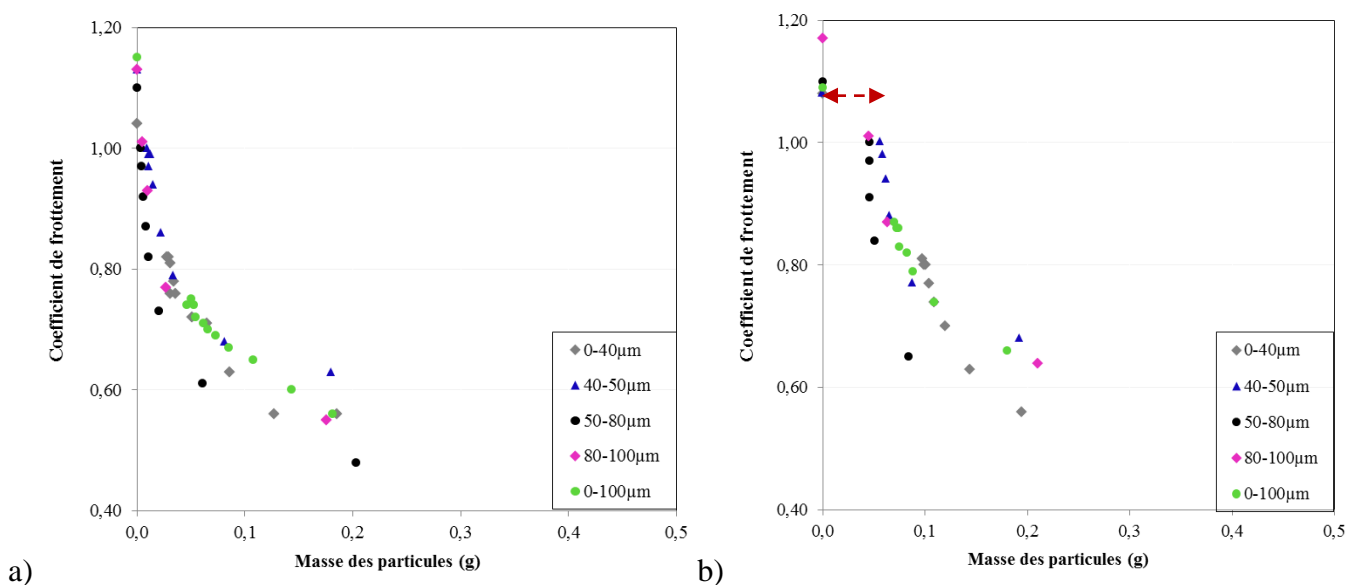 1,20
1,00
0,80
0,60
0,40
Coefficient de frottement
0,0
0,1
0,2
0,3
0,4
0,5
Masse des particules (g)
0-40µm
40-50µm
50-80µm
80-100µm
0-100µm
a)
1,20
1,00
0,80
0,60
0,40
Coefficient de frottement
0,0
0,1
0,2
0,3
0,4
0,5
Masse des particules (g)
0-40µm
40-50µm
50-80µm
80-100µm
0-100µm
b)